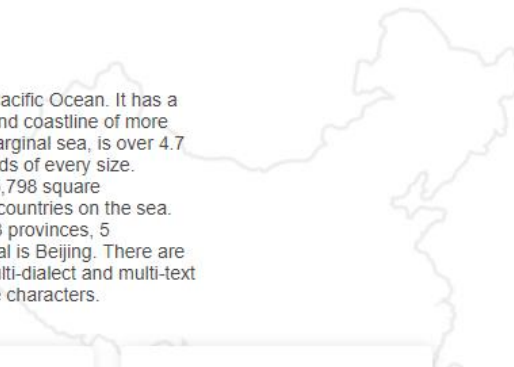 acific Ocean. It has a
nd coastline of more
arginal sea, is over 4.7
ds of every size.
,798 square
countries on the sea.
provinces, 5
al is Beijing. There are
lti-dialect and multi-text
characters.